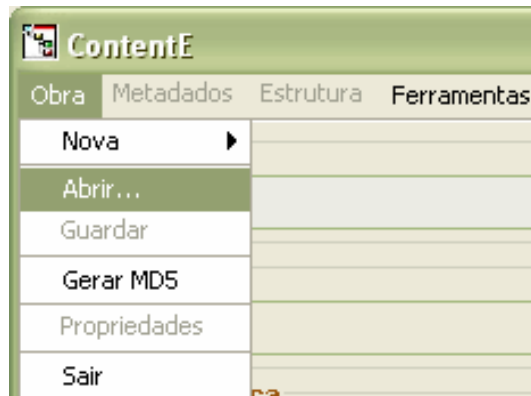 ContentE
Obra Metadados Estrutura Ferramentas
Nova
Abrir...
Guardar
Gerar MD5
Propriedades
Sair